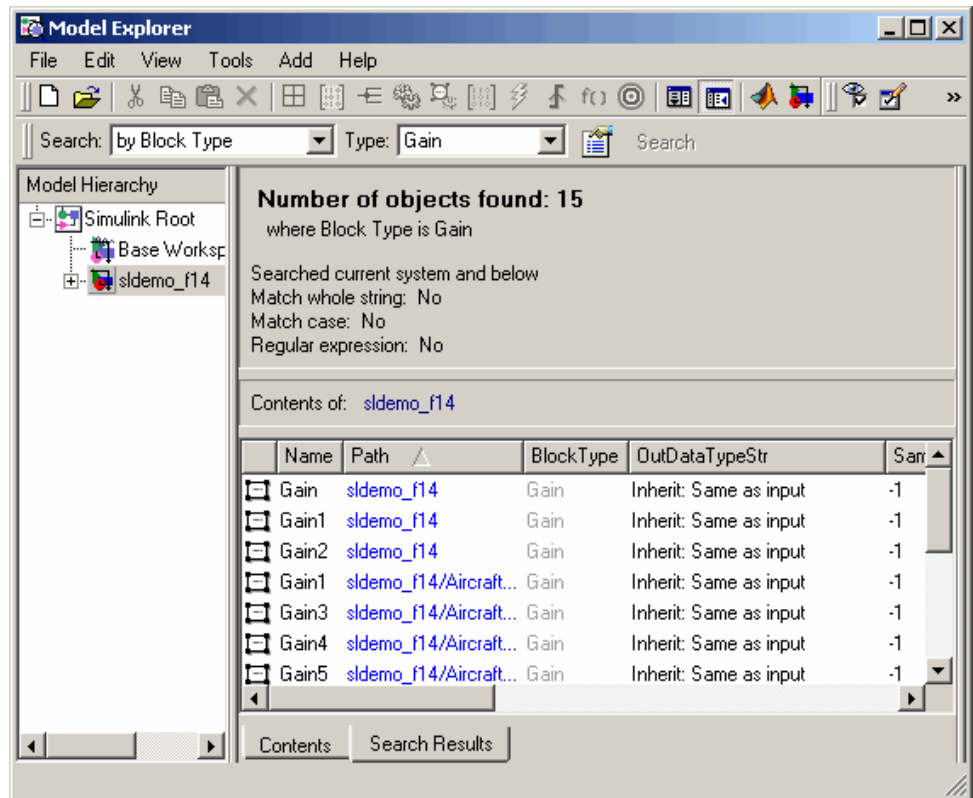 Model Explorer
File Edit View Tools Add Help
f()
»
Search: by Block Type Type: Gain Search
Model Hierarchy
Simulink Root
Base Worksp
sldemo_f14
Number of objects found: 15
where Block Type is Gain
Searched current system and below
Match whole string: No
Match case: No
Regular expression: No
Contents of: sldemo_f14
Name Path BlockType OutDataTypeStr Sam
Gain sldemo_f14 Gain Inherit: Same as input -1
Gain1 sldemo_f14 Gain Inherit: Same as input -1
Gain2 sldemo_f14 Gain Inherit: Same as input -1
Gain1 sldemo_f14/Aircraft... Gain Inherit: Same as input -1
Gain3 sldemo_f14/Aircraft... Gain Inherit: Same as input -1
Gain4 sldemo_f14/Aircraft... Gain Inherit: Same as input -1
Gain5 sldemo_f14/Aircraft... Gain Inherit: Same as input -1
Contents Search Results